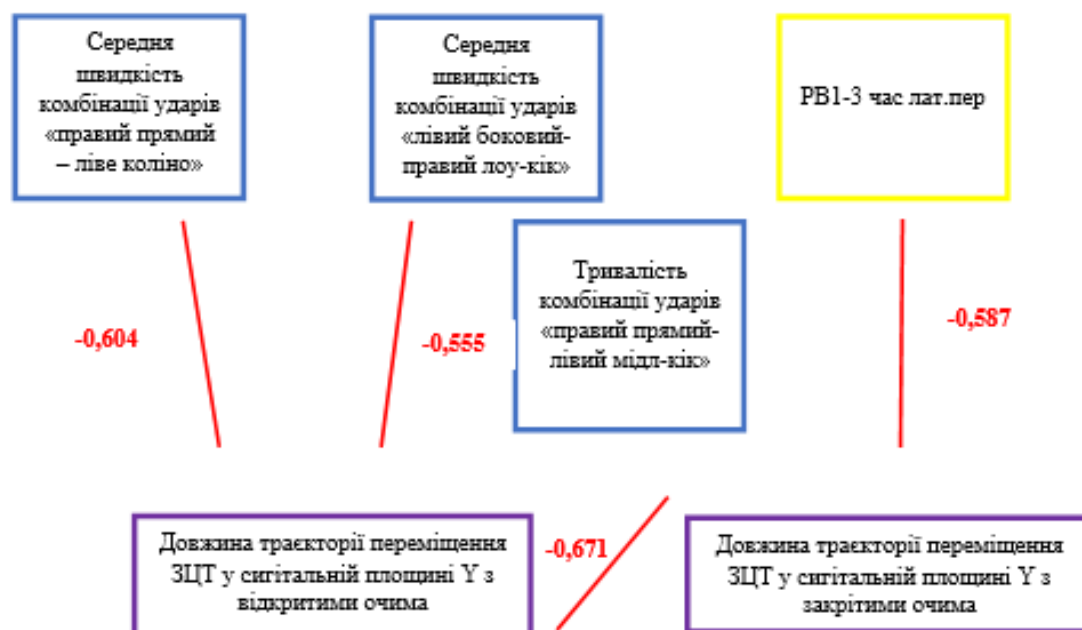 Середня
швидкість
комбінації ударів
«правий прямий
– ліве коліно»
Середня
швидкість
комбінації ударів
«лівий боковий-
правий лоу-кік»
РВ1-3 час лат.пер
Тривалість
комбінації ударів
«правий прямий-
лівий мідл-кік»
-0,604
-0,555
-0,587
Довжина траєкторії переміщення
ЗЦТ у сигітальній площині Y з
відкритими очима
-0,671
Довжина траєкторії переміщення
ЗЦТ у сигітальній площині Y з
закрітими очима